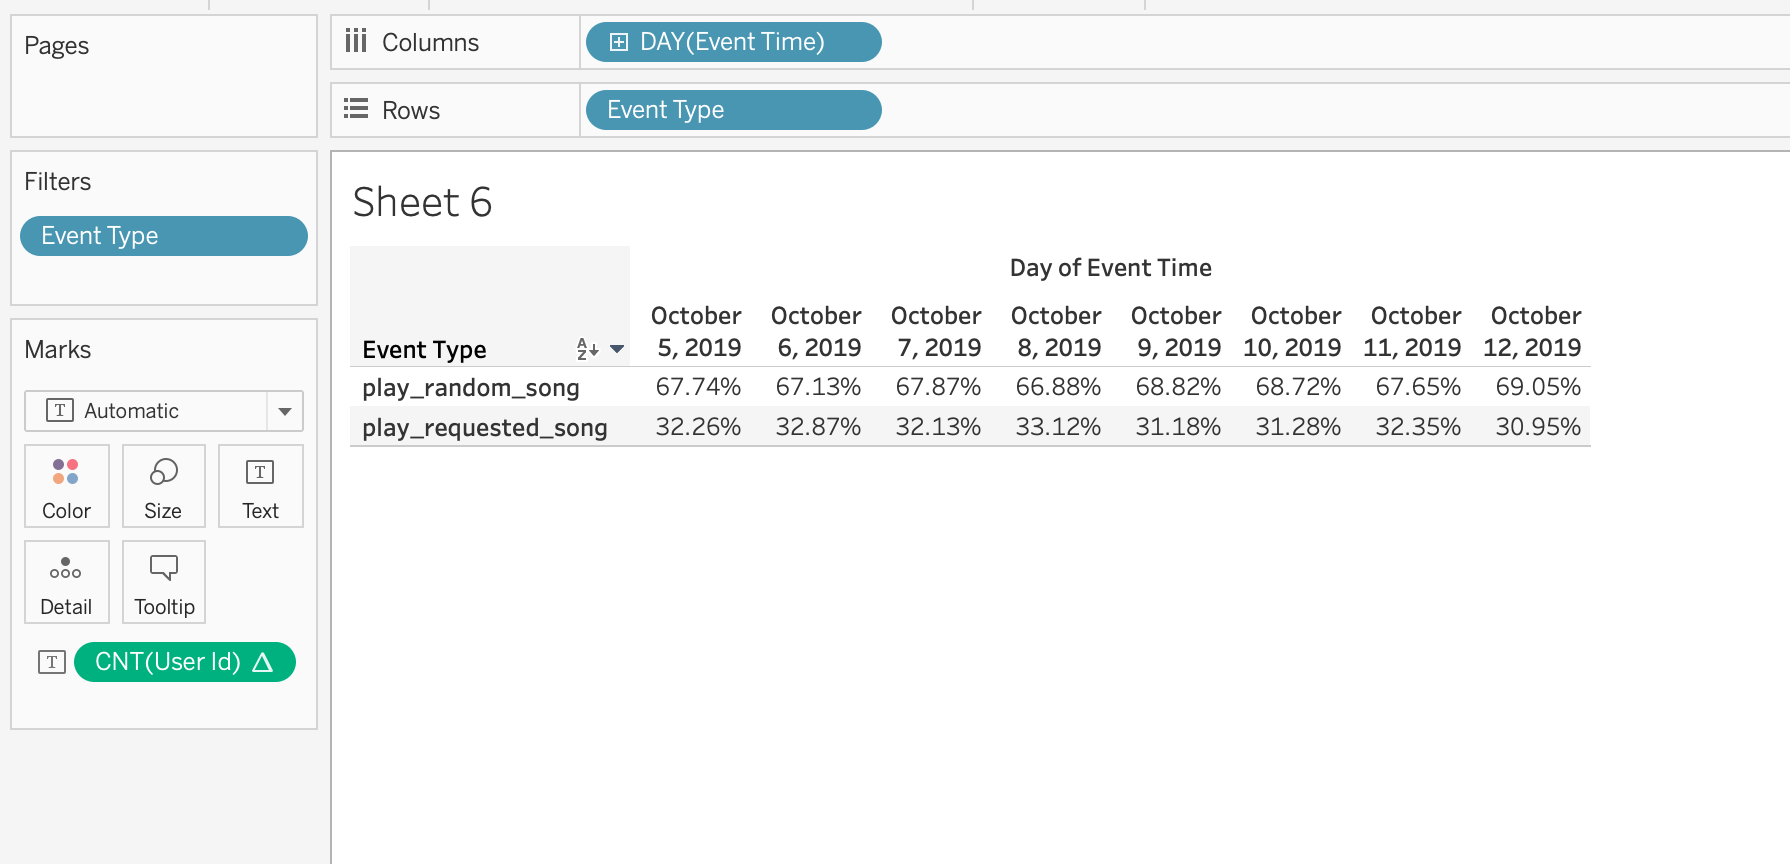 Pages
Columns
DAY(Event Time)
Rows
Event Type
Filters
Event Type
Marks
T Automatic
Color
Size
T
Text
Detail
Tooltip
T CNT(User Id) △
Sheet 6
Day of Event Time
Event Type A Z
October 5, 2019 October 6, 2019 October 7, 2019 October 8, 2019 October 9, 2019 October 10, 2019 October 11, 2019 October 12, 2019
play_random_song 67.74% 67.13% 67.87% 66.88% 68.82% 68.72% 67.65% 69.05%
play_requested_song 32.26% 32.87% 32.13% 33.12% 31.18% 31.28% 32.35% 30.95%